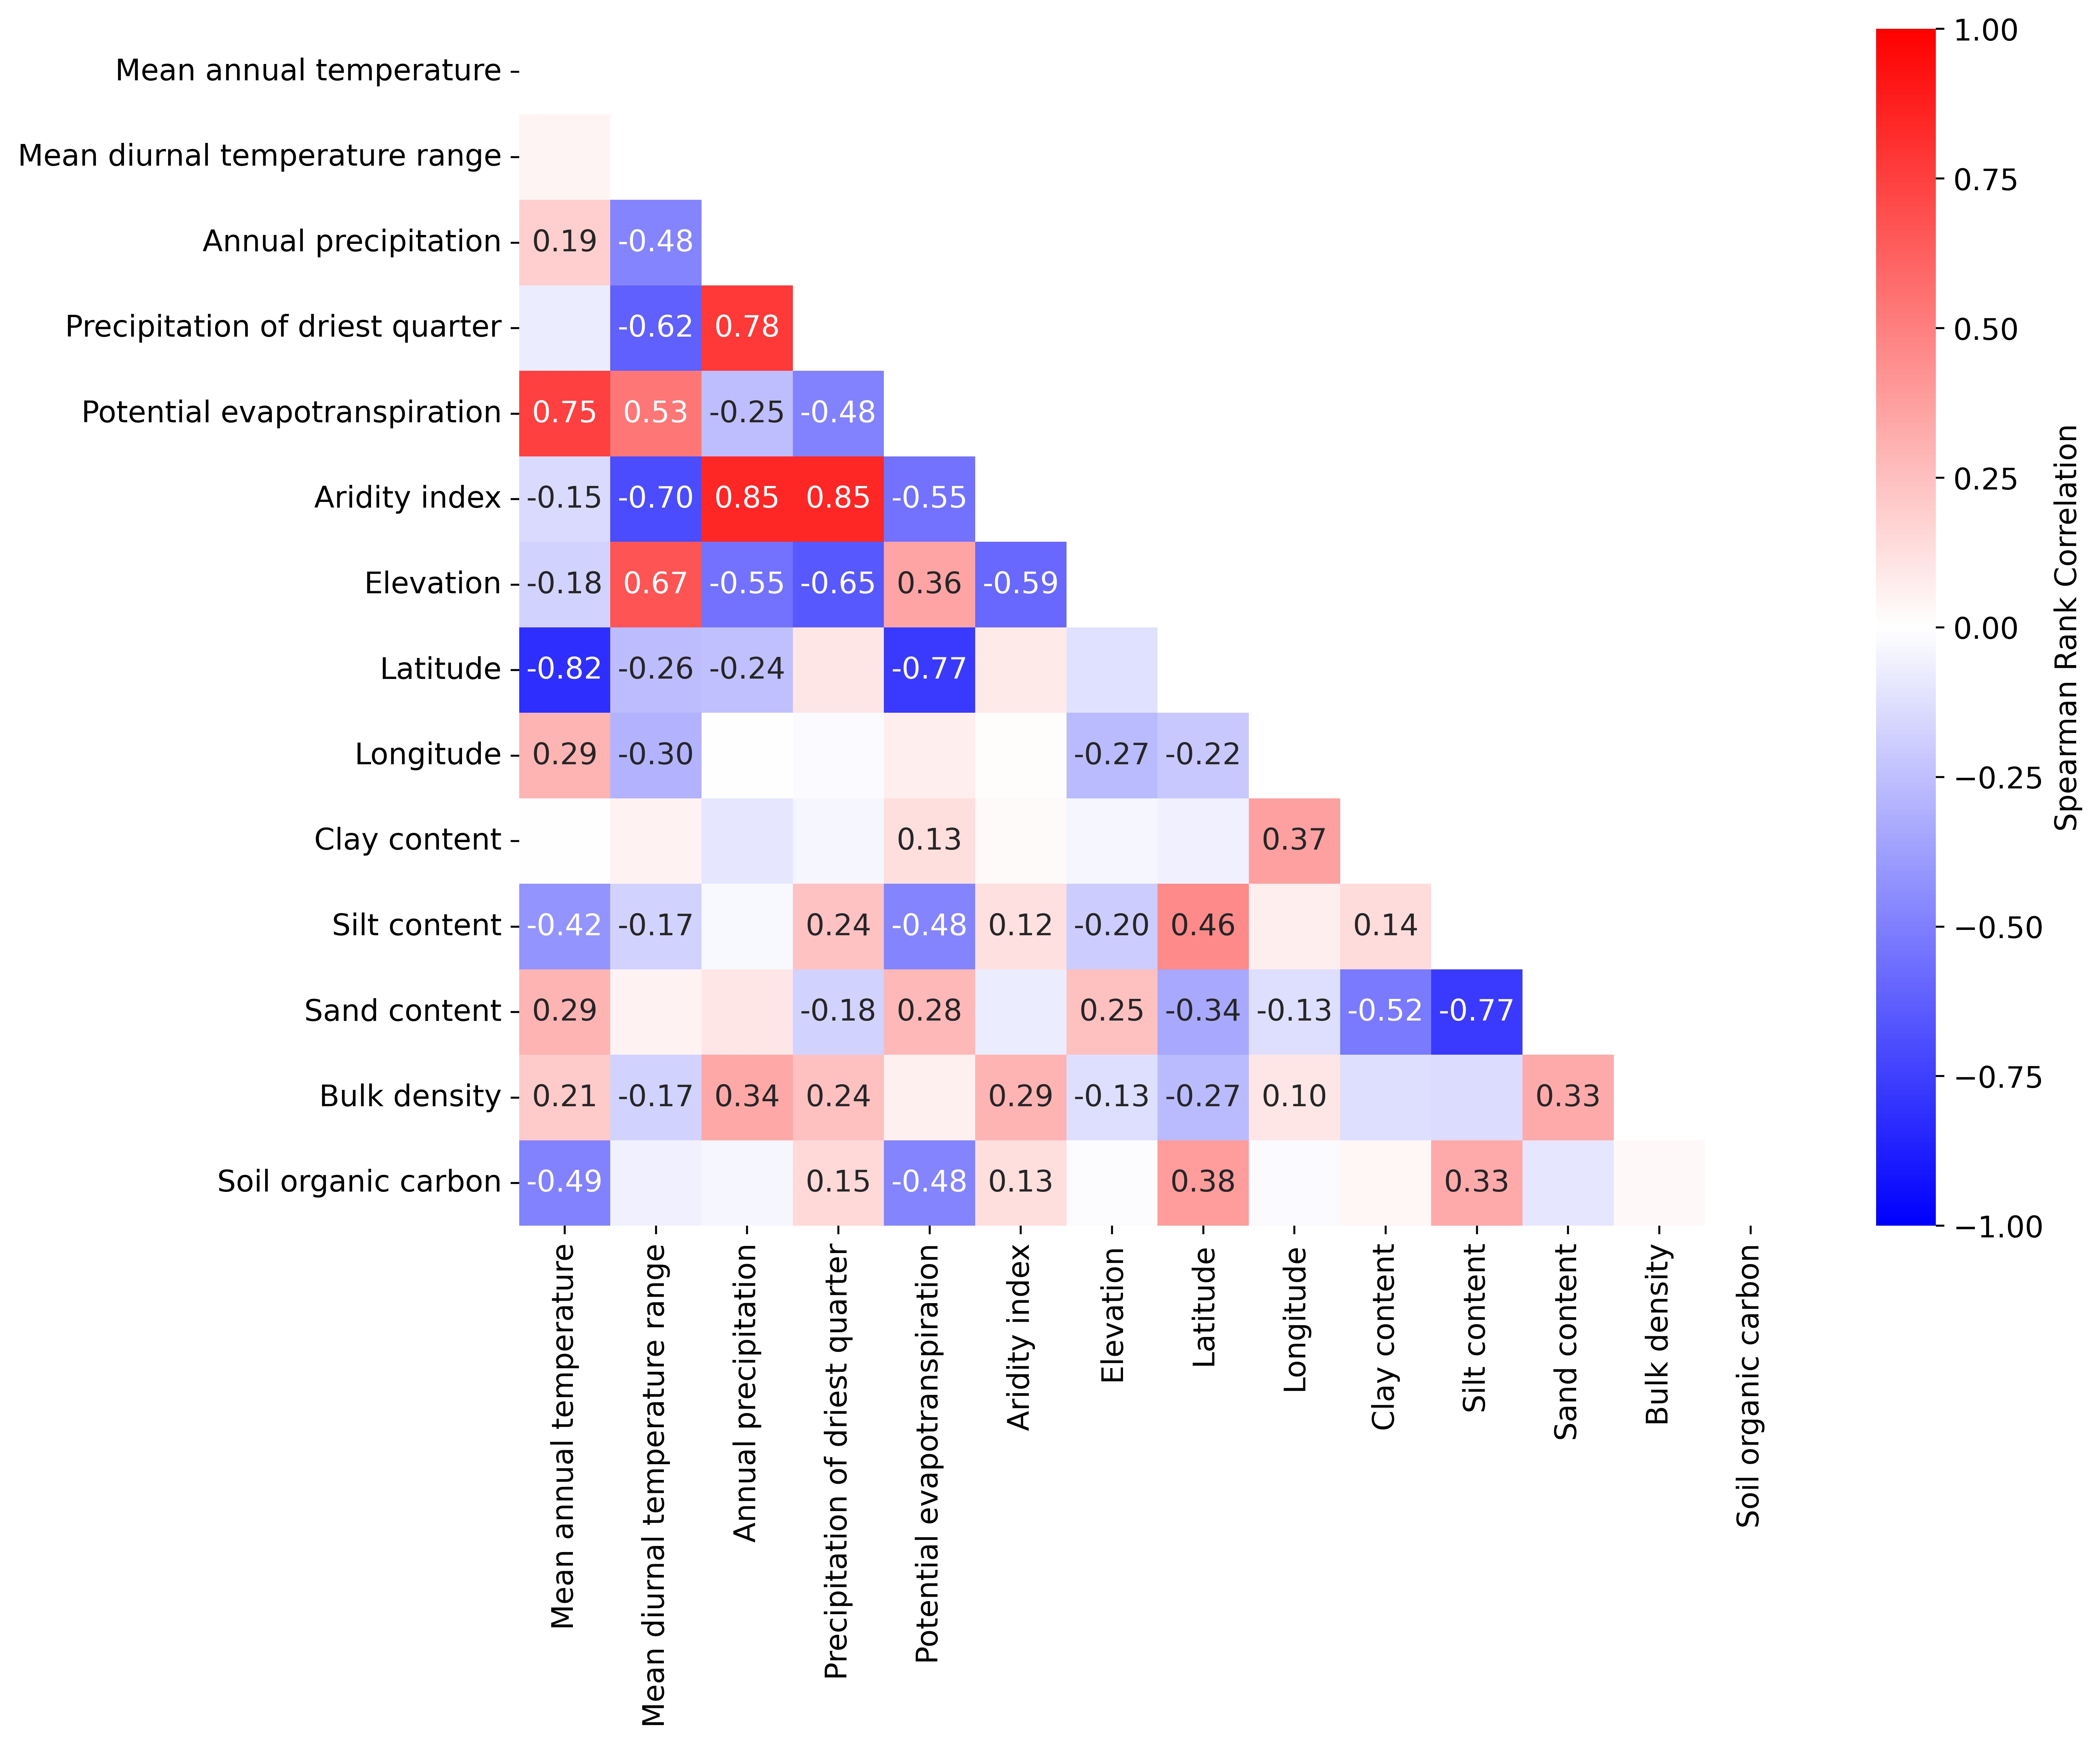 Mean annual temperature
Mean diurnal temperature range
Annual precipitation 0.19 -0.48
Precipitation of driest quarter -0.62 0.78
Potential evapotranspiration 0.75 0.53 -0.25 -0.48
Aridity index -0.15 -0.70 0.85 0.85 -0.55
Elevation -0.18 0.67 -0.55 -0.65 0.36 -0.59
Latitude -0.82 -0.26 -0.24 -0.77
Longitude 0.29 -0.30 -0.27 -0.22
Clay content 0.13 0.37
Silt content -0.42 -0.17 0.24 -0.48 0.12 -0.20 0.46 0.14
Sand content 0.29 -0.18 0.28 0.25 -0.34 -0.13 -0.52 -0.77
Bulk density 0.21 -0.17 0.34 0.24 0.29 -0.13 -0.27 0.10 0.33
Soil organic carbon -0.49 0.15 -0.48 0.13 0.38 0.33
Mean annual temperature
Mean diurnal temperature range
Annual precipitation
Precipitation of driest quarter
Potential evapotranspiration
Aridity index
Elevation
Latitude
Longitude
Clay content
Silt content
Sand content
Bulk density
Soil organic carbon
1.00
0.75
0.50
0.25
0.00
−0.25
−0.50
−0.75
−1.00
Spearman Rank Correlation